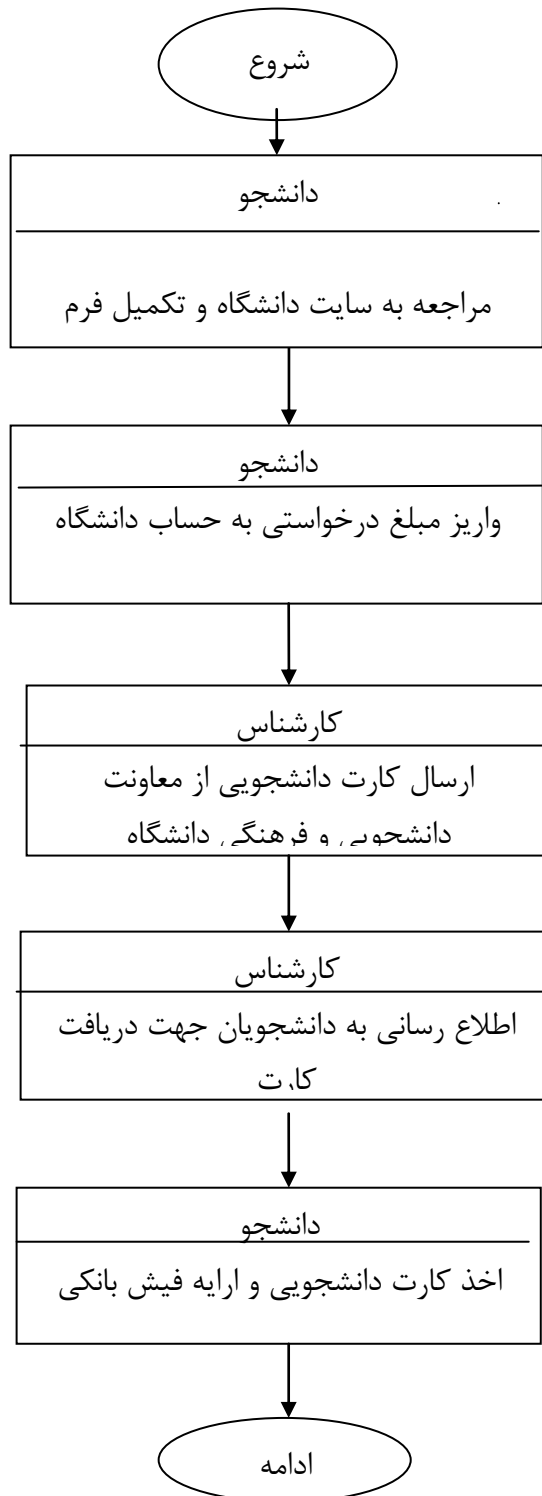 شروع
دانشجو
مراجعه به سایت دانشگاه و تکمیل فرم
دانشجو
واریز مبلغ درخواستی به حساب دانشگاه
کارشناس
ارسال کارت دانشجویی از معاونت
دانشجویی و فرهنگی دانشگاه
کارشناس
اطلاع رسانی به دانشجویان جهت دریافت
کارت
دانشجو
اخذ کارت دانشجویی و ارایه فیش بانکی
ادامه